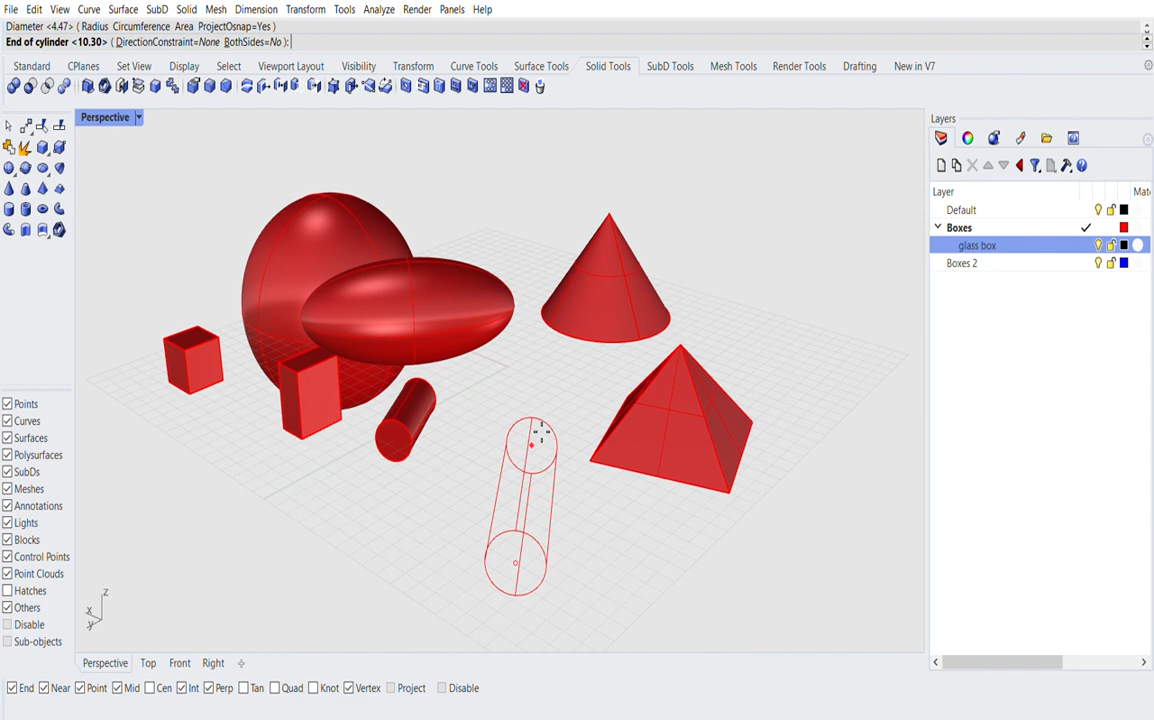 File Edit View Curve Surface SubD Solid Mesh Dimension Transform Tools Analyze Render Panels Help
Diameter <4.47> ( Radius Circumference Area ProjectOsnap=Yes )
End of cylinder <10.30> ( DirectionConstraint=None BothSides=No ):
Standard CPlanes Set View Display Select Viewport Layout Visibility Transform Curve Tools Surface Tools Solid Tools SubD Tools Mesh Tools Render Tools Drafting New in V7
Perspective
Layers
Layer Mate
Default
Boxes
glass box
Boxes 2
Points
Curves
Surfaces
Polysurfaces
SubDs
Meshes
Annotations
Lights
Blocks
Control Points
Point Clouds
Hatches
Others
Disable
Sub-objects
z
x
y
Perspective Top Front Right
End Near Point Mid Cen Int Perp Tan Quad Knot Vertex Project Disable